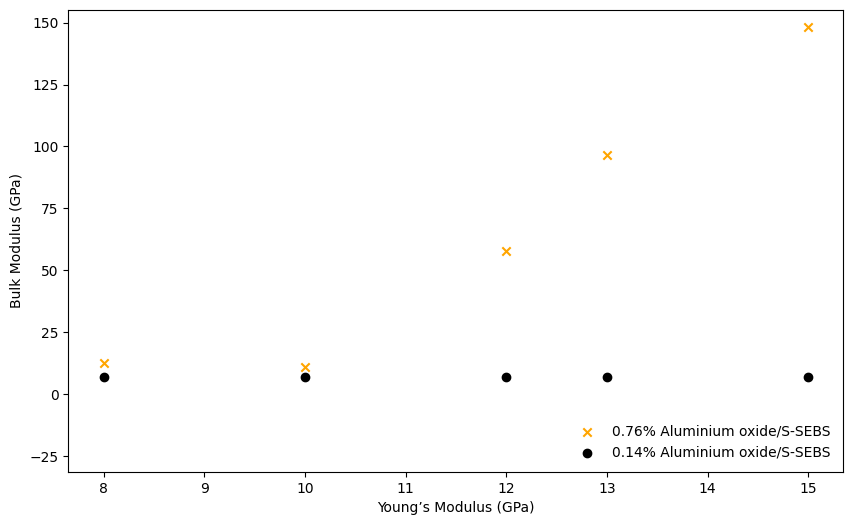 150
125
100
75
50
25
0
−25
Bulk Modulus (GPa)
0.76% Aluminium oxide/S-SEBS
0.14% Aluminium oxide/S-SEBS
8 9 10 11 12 13 14 15
Young’s Modulus (GPa)